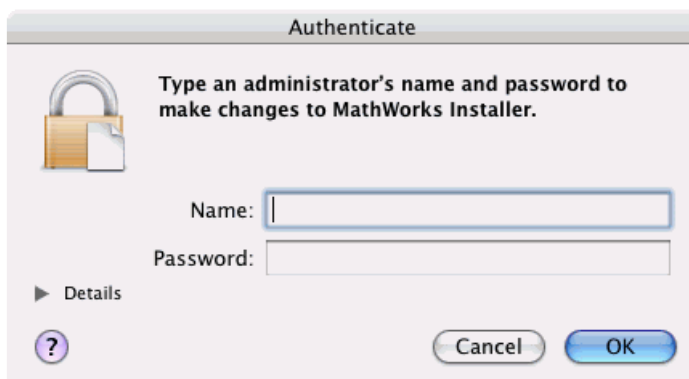 Authenticate
Type an administrator's name and password to
make changes to MathWorks Installer.
Name:
Password:
Details
?
Cancel
OK